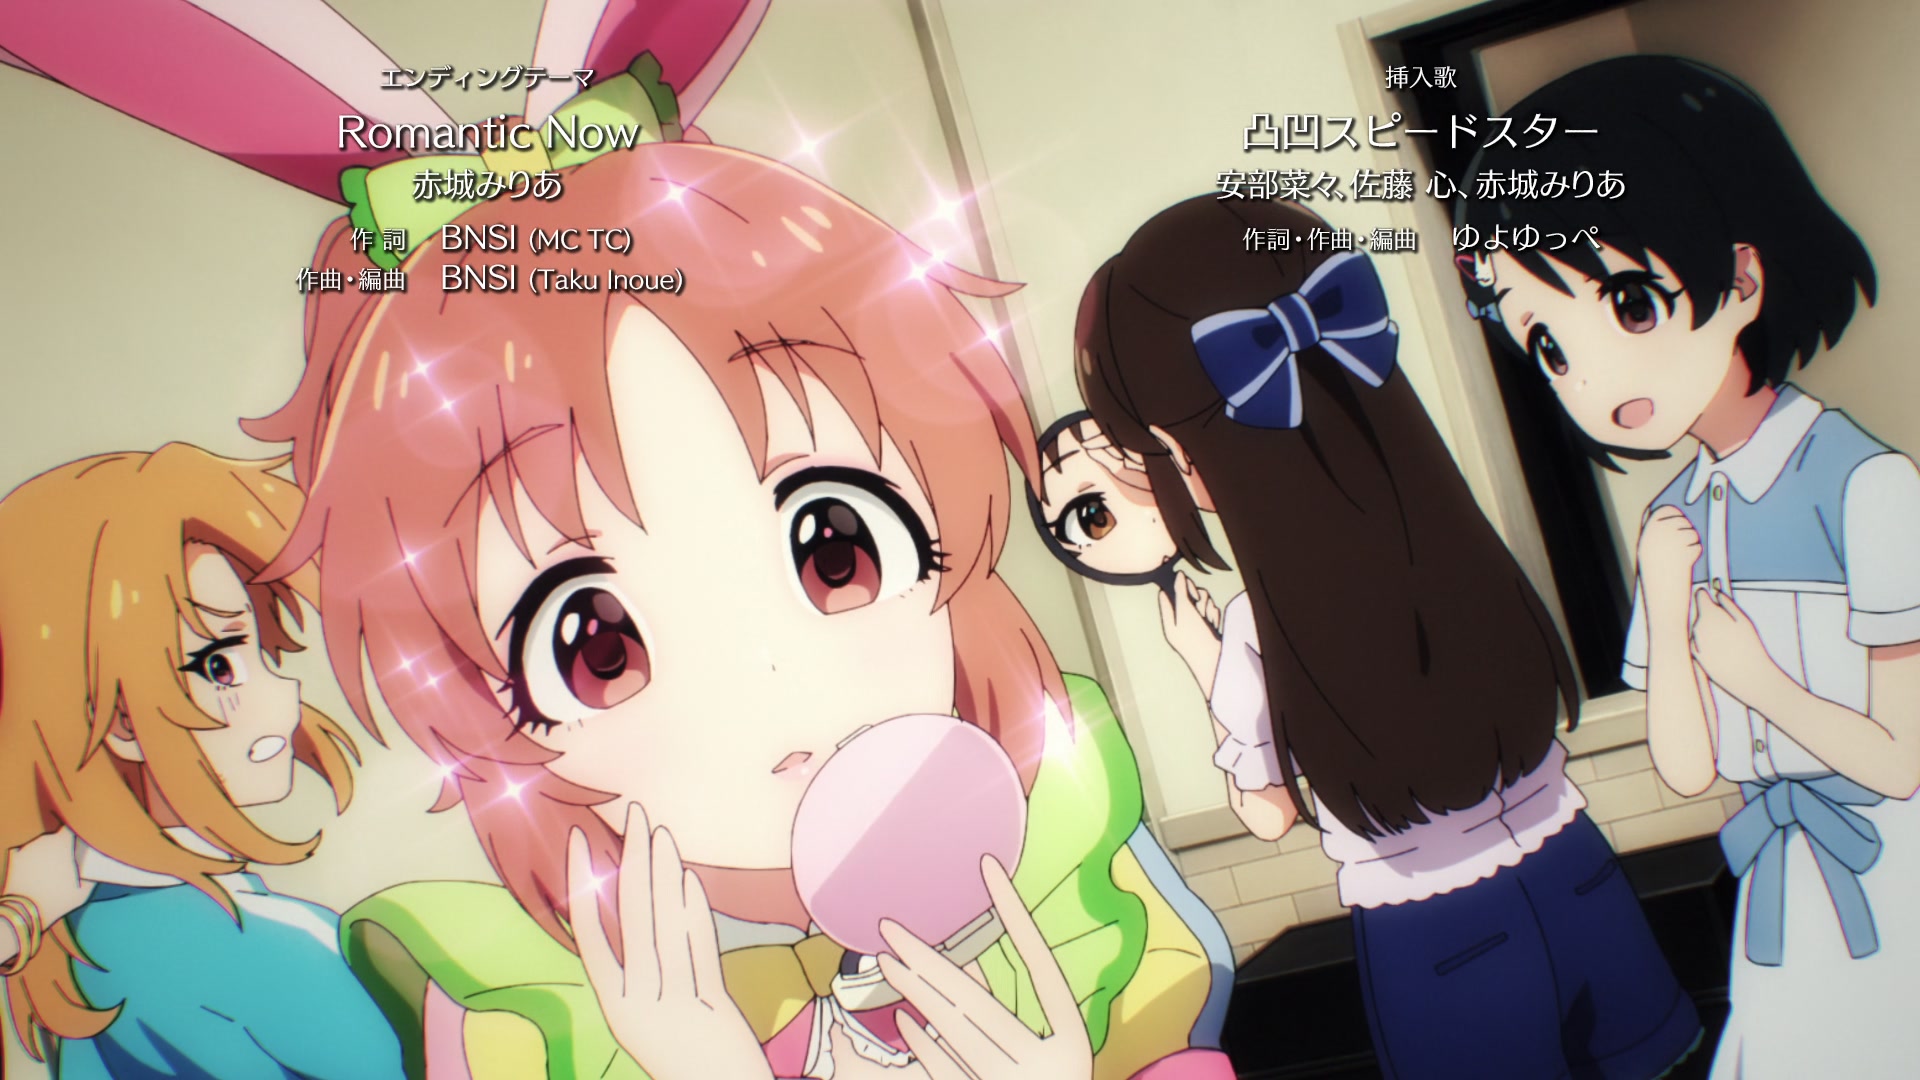 エンディングテーマ
Romantic Now
赤城みりあ
作 詞 BNSI (MC TC)
作曲・編曲 BNSI (Taku Inoue)
挿入歌
凸凹スピードスター
安部菜々、佐藤 心、赤城みりあ
作詞・作曲・編曲 ゆよゆっぺ